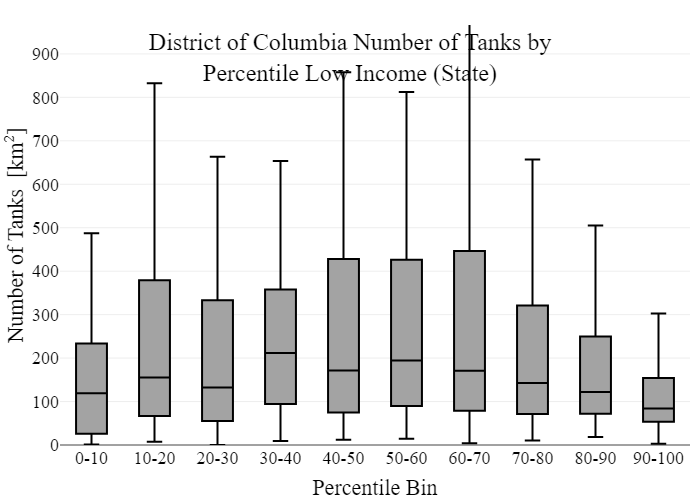 District of Columbia Number of Tanks by
Percentile Low Income (State)
Number of Tanks [km²]
900
800
700
600
500
400
300
200
100
0
0-10 10-20 20-30 30-40 40-50 50-60 60-70 70-80 80-90 90-100
Percentile Bin